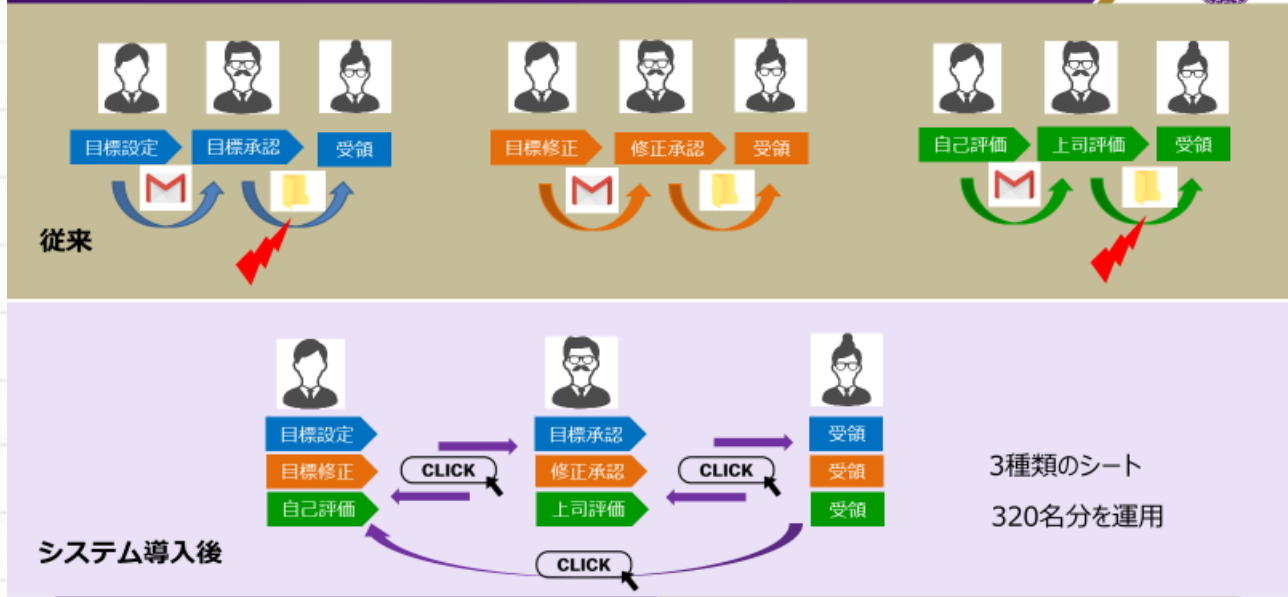 目標設定
目標承認
受領
目標修正
修正承認
受領
自己評価
上司評価
受領
従来
目標設定
目標承認
受領
目標修正
CLICK
修正承認
CLICK
受領
自己評価
上司評価
受領
3種類のシート
320名分を運用
システム導入後
CLICK